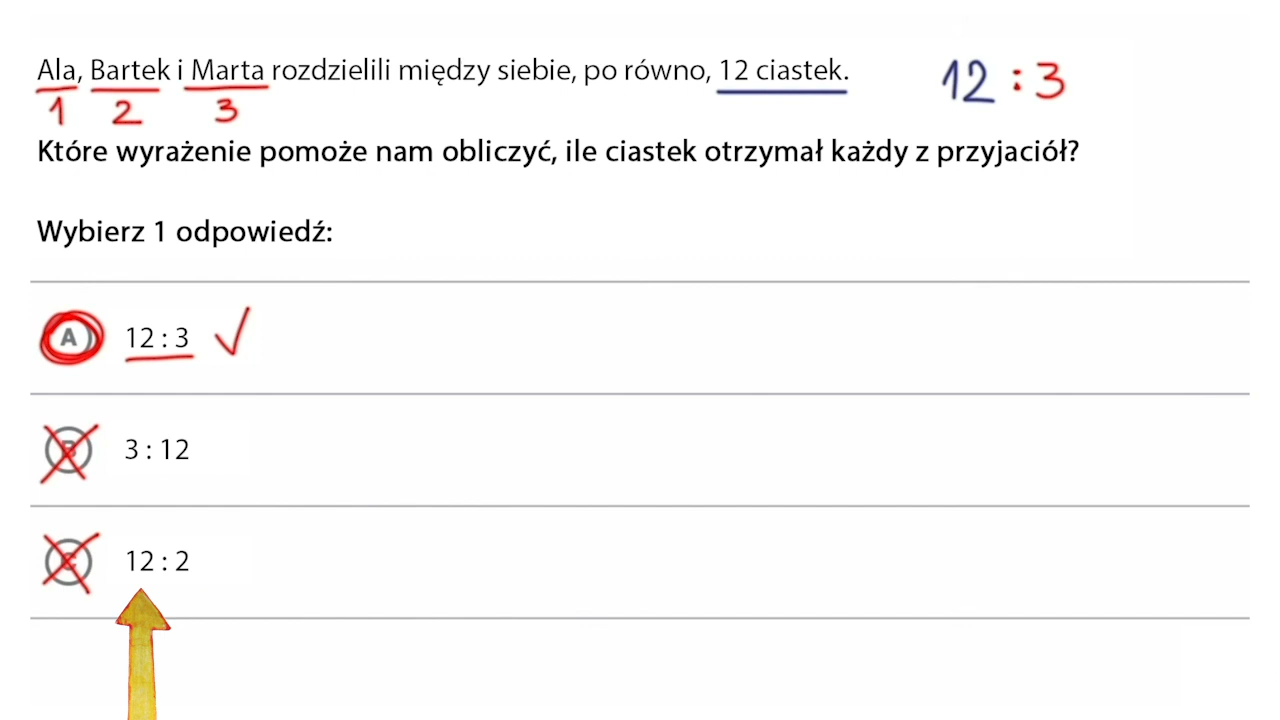 Ala, Bartek i Marta rozdzielili między siebie, po równo, 12 ciastek.
12 : 3
1 2 3
Które wyrażenie pomoże nam obliczyć, ile ciastek otrzymał każdy z przyjaciół?
Wybierz 1 odpowiedź:
A 12 : 3
B 3 : 12
C 12 : 2